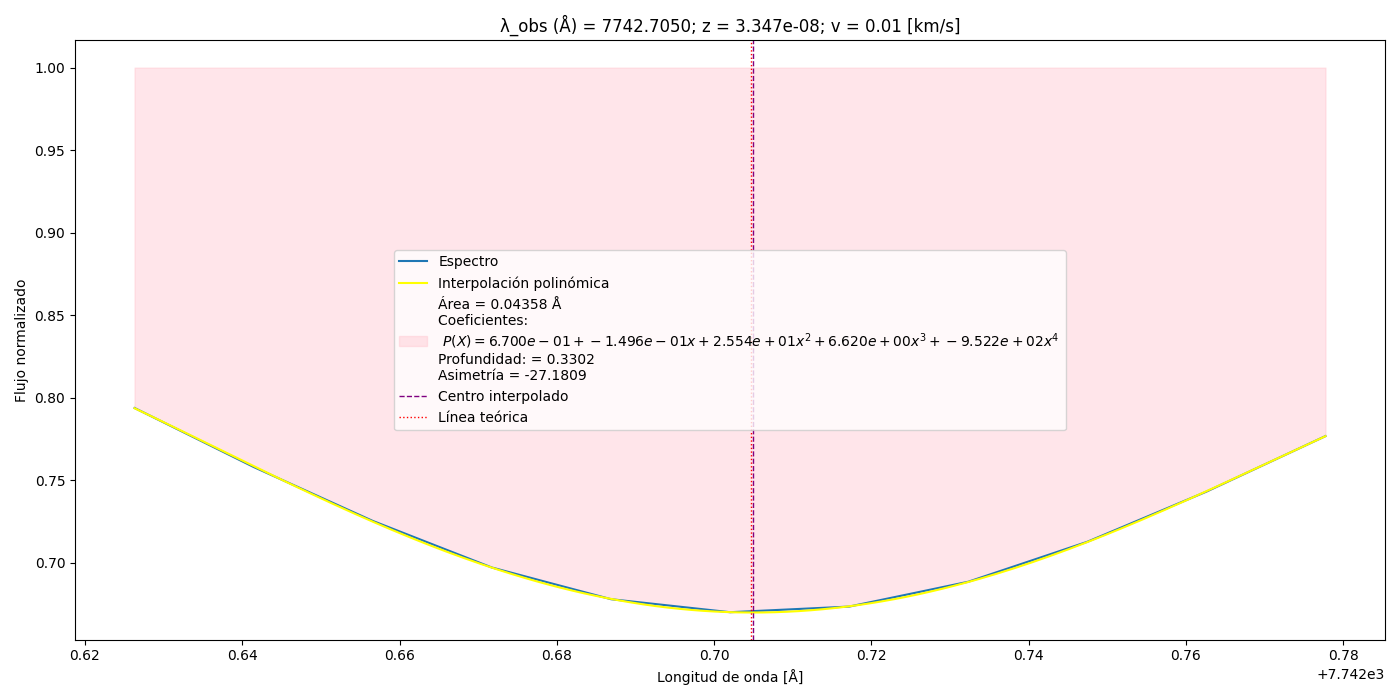 λ_obs (Å) = 7742.7050; z = 3.347e-08; v = 0.01 [km/s]
Flujo normalizado
1.00
0.95
0.90
0.85
0.80
0.75
0.70
Espectro
Interpolación polinómica
Área = 0.04358 Å
Coeficientes:
P(X) = 6.700e − 01 + − 1.496e − 01x + 2.554e + 01x² + 6.620e + 00x³ + − 9.522e + 02x⁴
Profundidad: = 0.3302
Asimetría = -27.1809
Centro interpolado
Línea teórica
0.62 0.64 0.66 0.68 0.70 0.72 0.74 0.76 0.78
+7.742e3
Longitud de onda [Å]